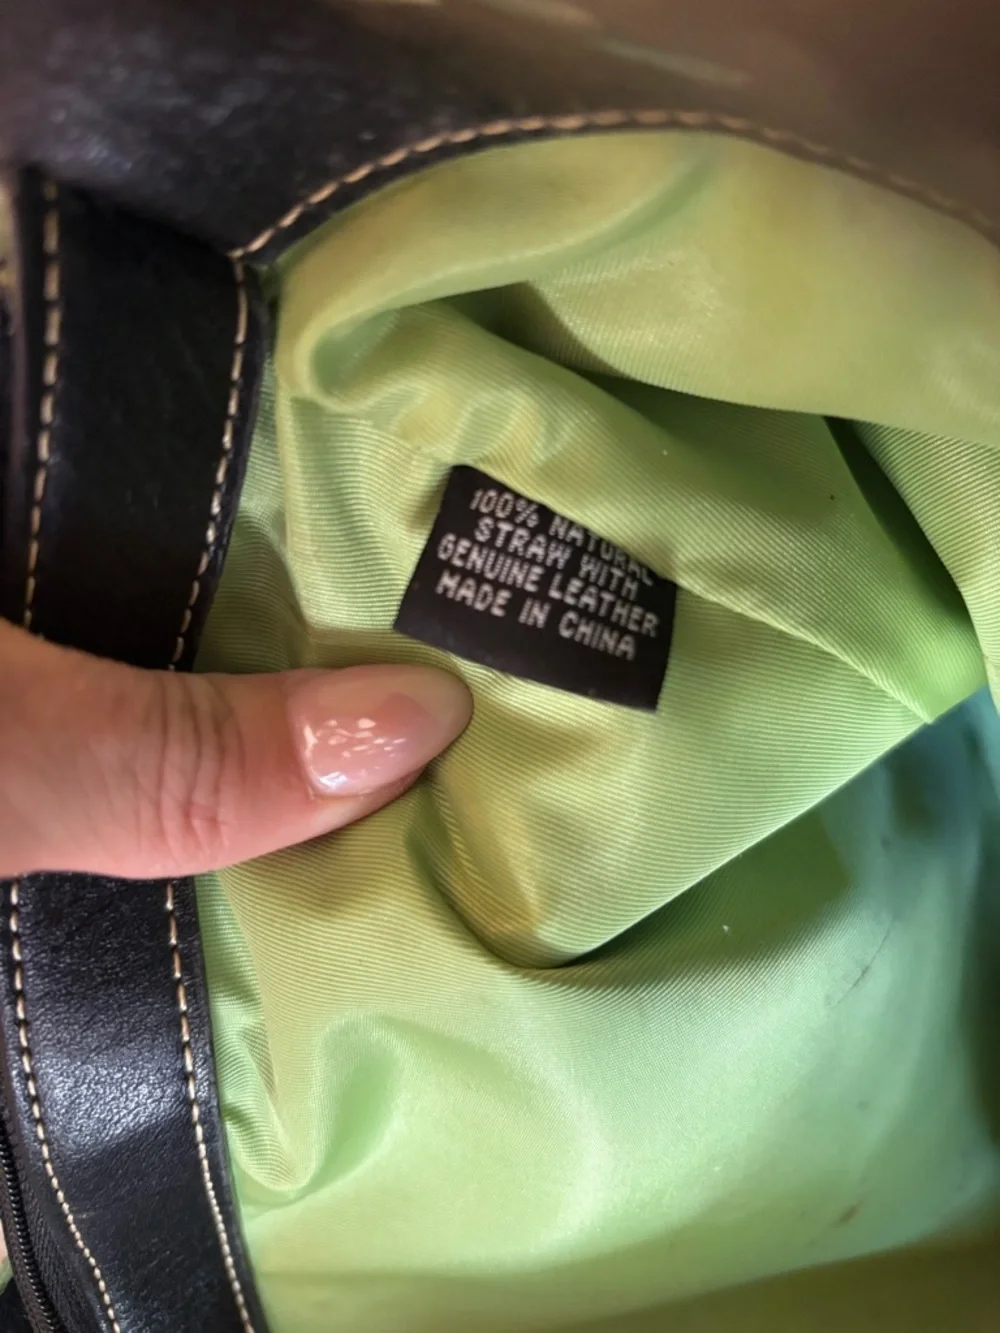 100% NATURAL
STRAW WITH
GENUINE LEATHER
MADE IN CHINA